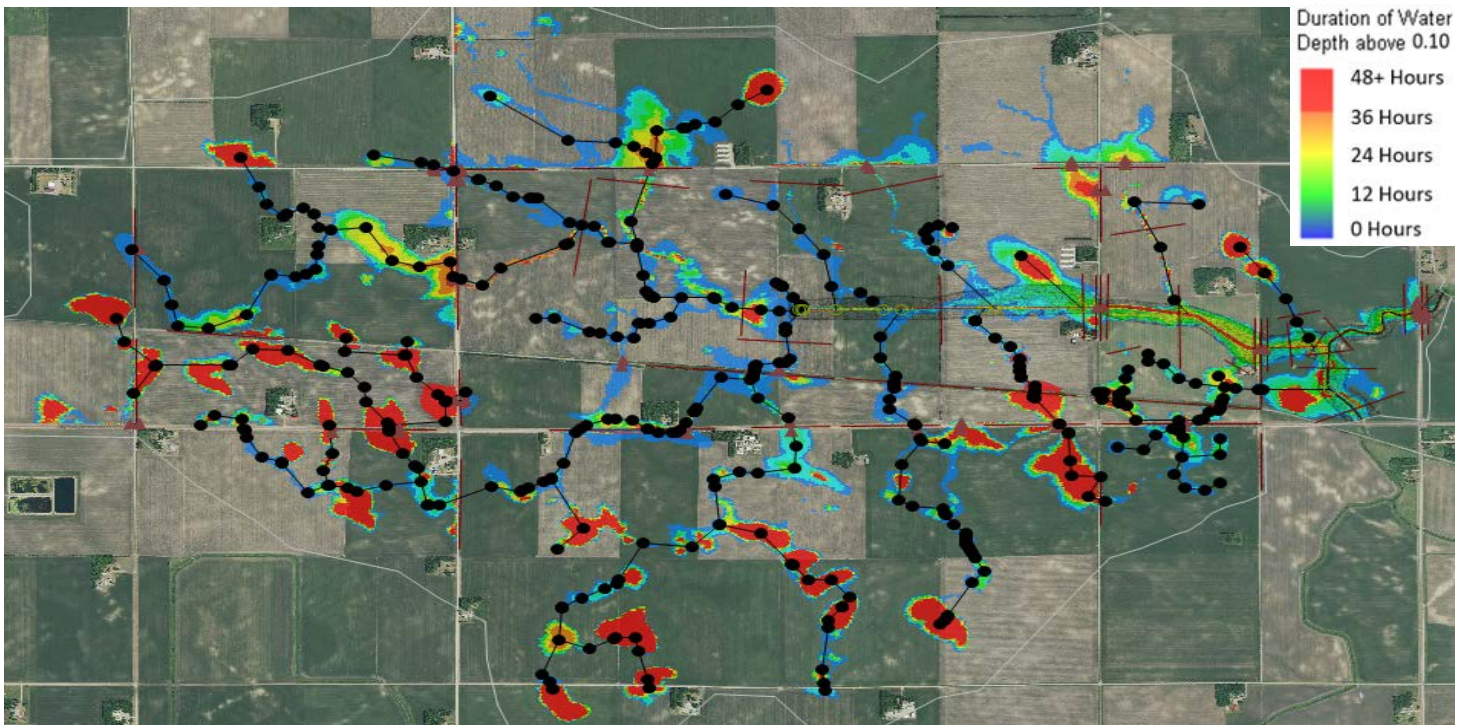 Duration of Water
Depth above 0.10
48+ Hours
36 Hours
24 Hours
12 Hours
0 Hours